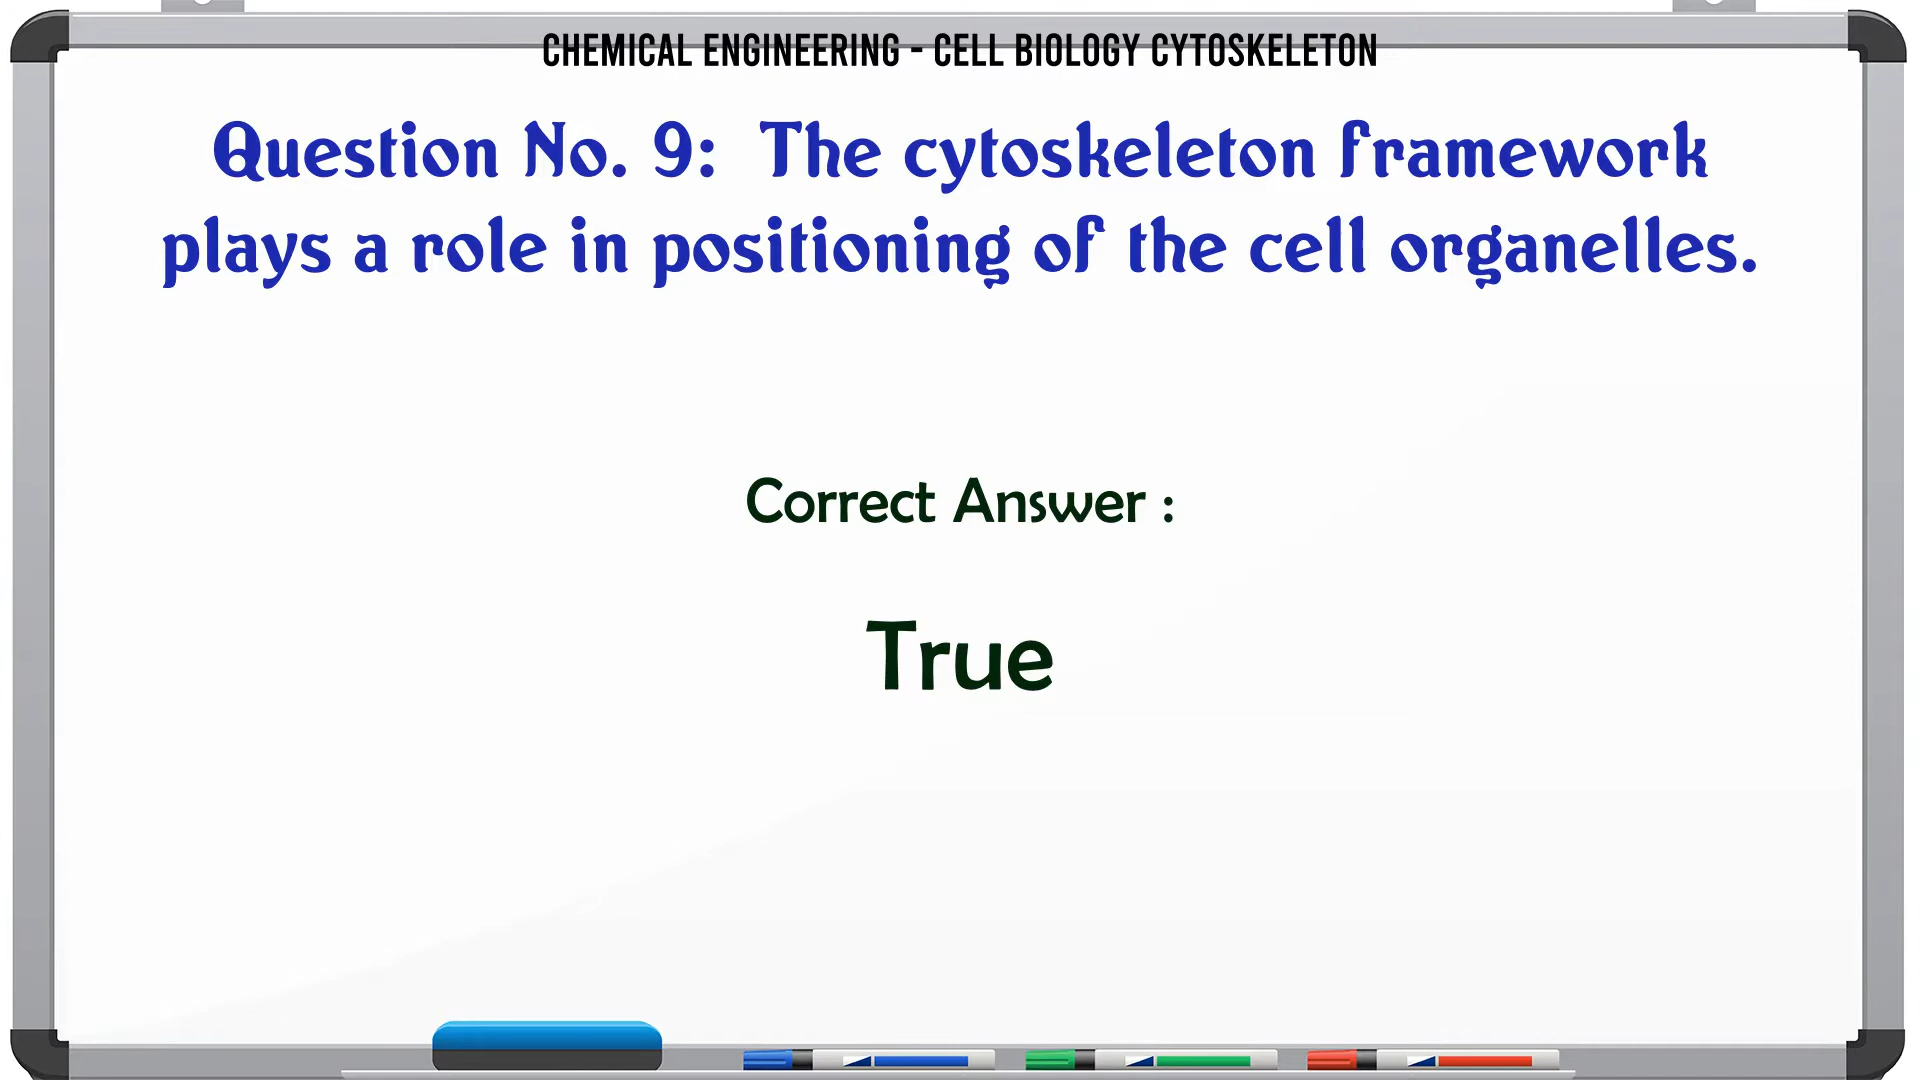 CHEMICAL ENGINEERING - CELL BIOLOGY CYTOSKELETON
Question No. 9: The cytoskeleton framework
plays a role in positioning of the cell organelles.
Correct Answer :
True